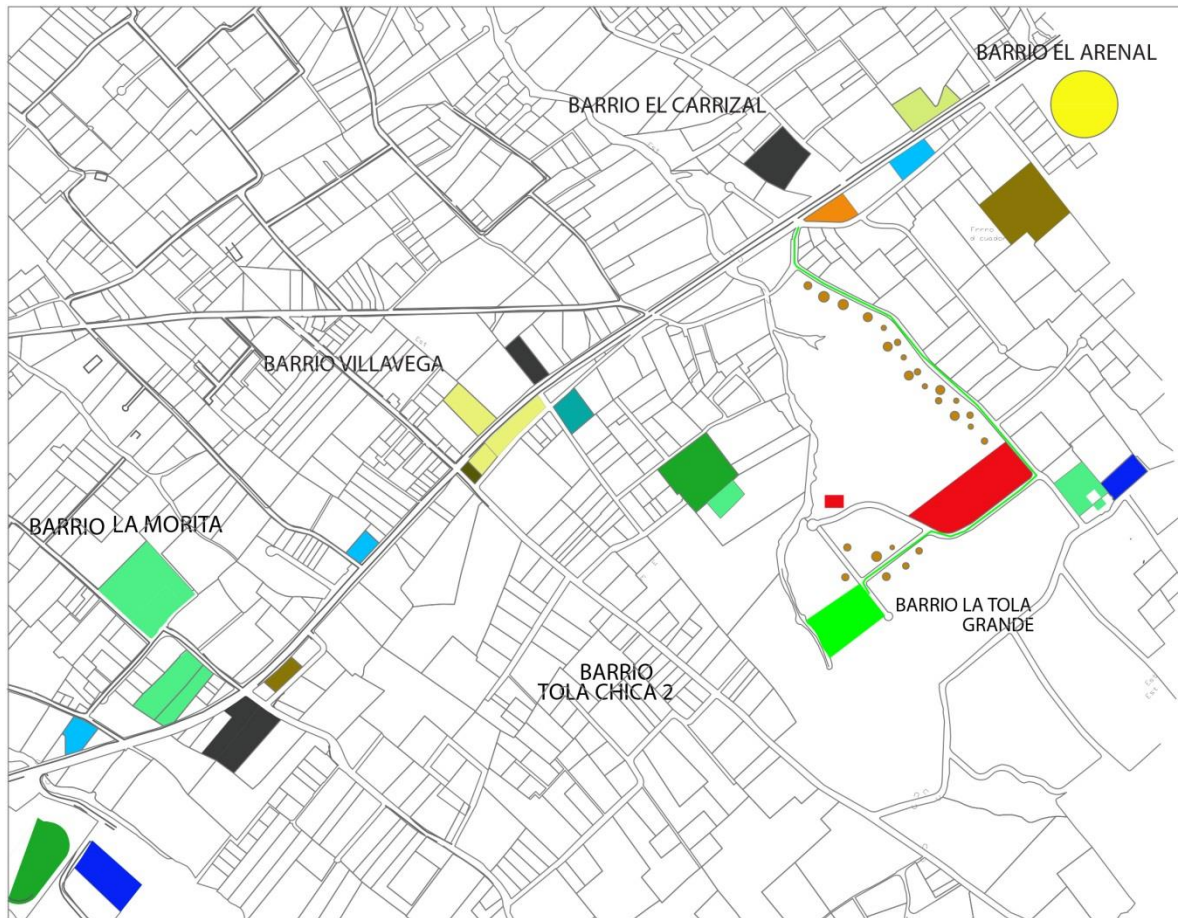 BARRIO EL ARENAL
BARRIO EL CARRIZAL
BARRIO VILLAVEGA
BARRIO LA MORITA
BARRIO LA TOLA
GRANDE
BARRIO
TOLA CHICA 2